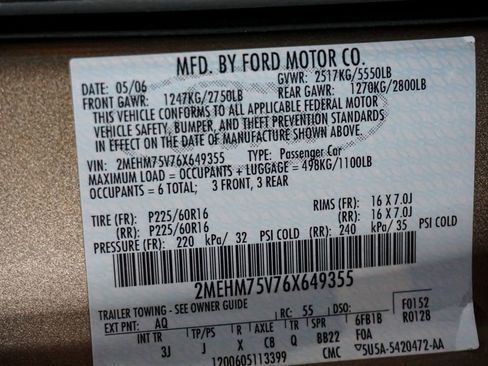 MFD. BY FORD MOTOR CO.
DATE: 05/06 GVWR: 2517KG/5550LB
FRONT GAWR: 1247KG/2750LB REAR GAWR: 1270KG/2800LB
THIS VEHICLE CONFORMS TO ALL APPLICABLE FEDERAL MOTOR
VEHICLE SAFETY, BUMPER, AND THEFT PREVENTION STANDARDS
IN EFFECT ON THE DATE OF MANUFACTURE SHOWN ABOVE.
VIN: 2MEHM75V76X649355 TYPE: Passenger Car
MAXIMUM LOAD = OCCUPANTS + LUGGAGE = 498KG/1100LB
OCCUPANTS = 6 TOTAL; 3 FRONT, 3 REAR
TIRE (FR): P225/60R16 RIMS (FR): 16 X 7.0J
(RR): P225/60R16 (RR): 16 X 7.0J
PRESSURE (FR): 220 kPa/ 32 PSI COLD (RR) 240 kPa/ 35 PSI COLD
2MEHM75V76X649355
TRAILER TOWING - SEE OWNER GUIDE
EXT PNT: AQ RC: 55 DSO: F0152
INT TR TP/PS R AXLE TR SPR 6FB1B R0128
3J J X C8 Q BB22 F0A
1200605113399 CMC 5U5A-5420472-AA